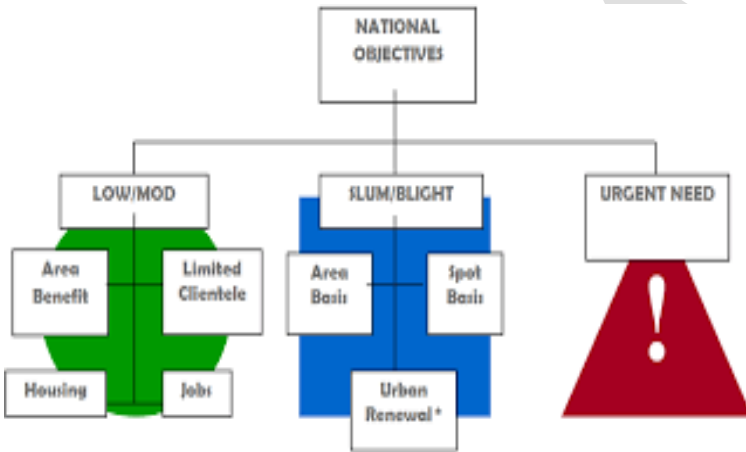 NATIONAL
OBJECTIVES
LOW/MOD
SLUM/BLIGHT
URGENT NEED
Area
Benefit
Limited
Clientele
Area
Basis
Spot
Basis
!
Housing
Jobs
Urban
Renewal*